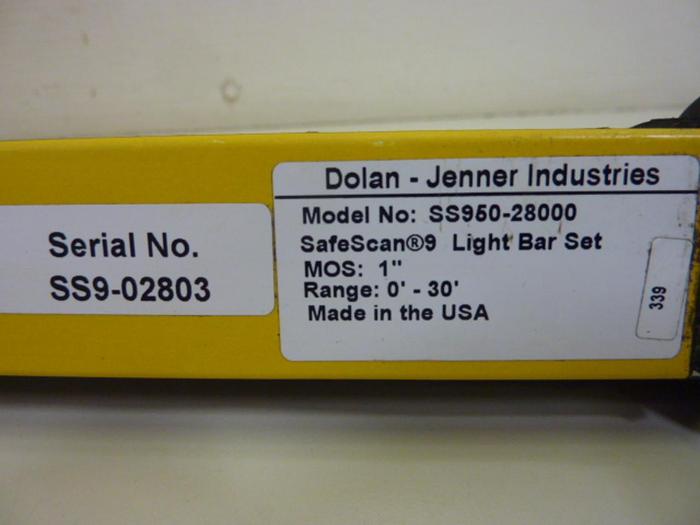 Serial No.
SS9-02803
Dolan - Jenner Industries
Model No: SS950-28000
SafeScan®9 Light Bar Set
MOS: 1"
Range: 0' - 30'
Made in the USA
339